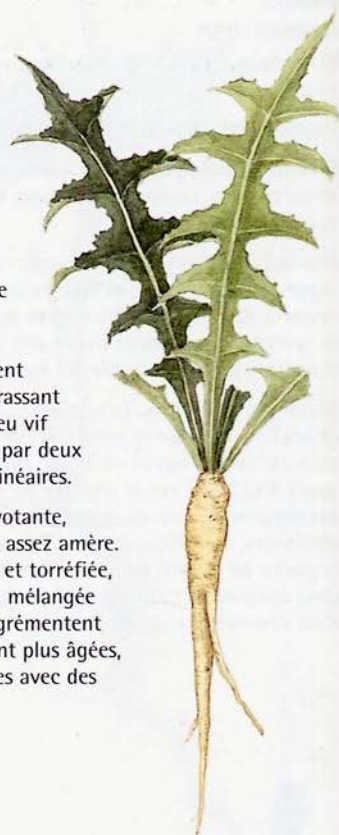 e
ent
rassant
eu vif
par deux
inéaires.
votante,
assez amère.
et torréfiée,
mélangée
grémentent
nt plus âgées,
es avec des